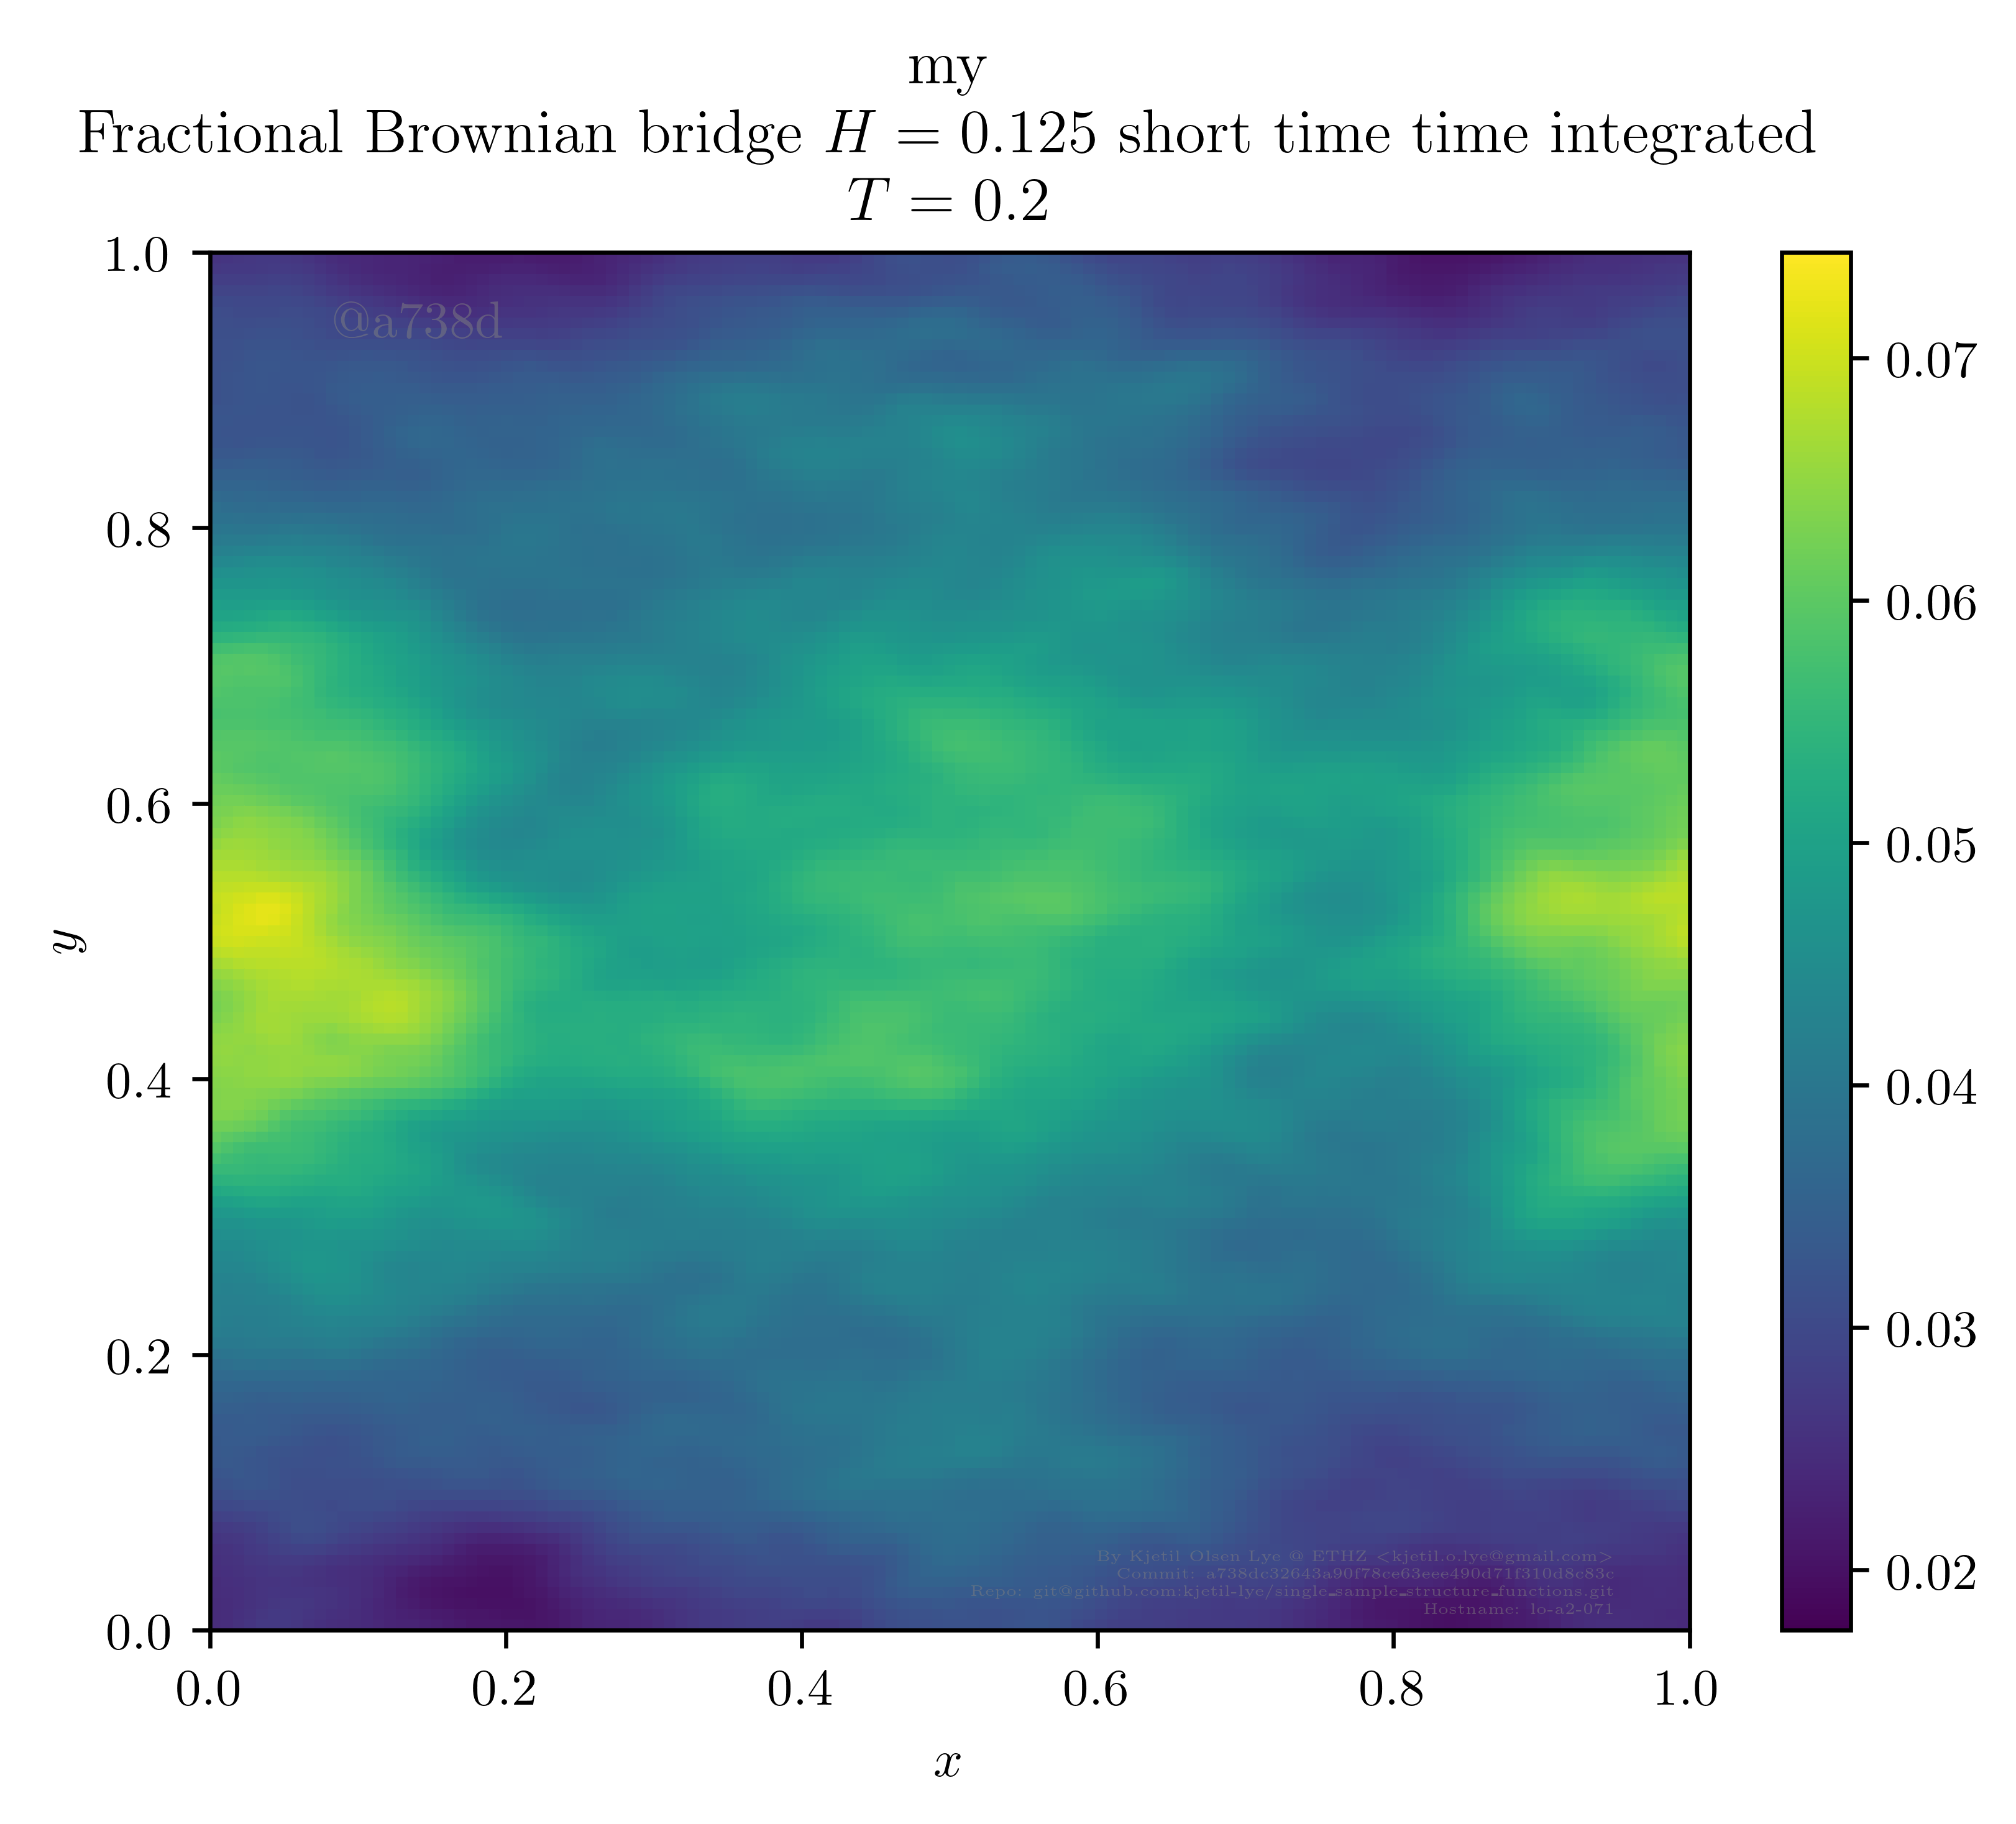 my
Fractional Brownian bridge H = 0.125 short time time integrated
T = 0.2
1.0
@a738d
0.07
0.8
0.06
0.6
0.05
y
0.4
0.04
0.2
0.03
By Kjetil Olsen Lye @ ETHZ <kjetil.o.lye@gmail.com>
Commit: a738dc32643a90f78ce63eee490d71f310d8c83c
Repo: git@github.com:kjetil-lye/single_sample_structure_functions.git
Hostname: lo-a2-071
0.02
0.0
0.0 0.2 0.4 0.6 0.8 1.0
x